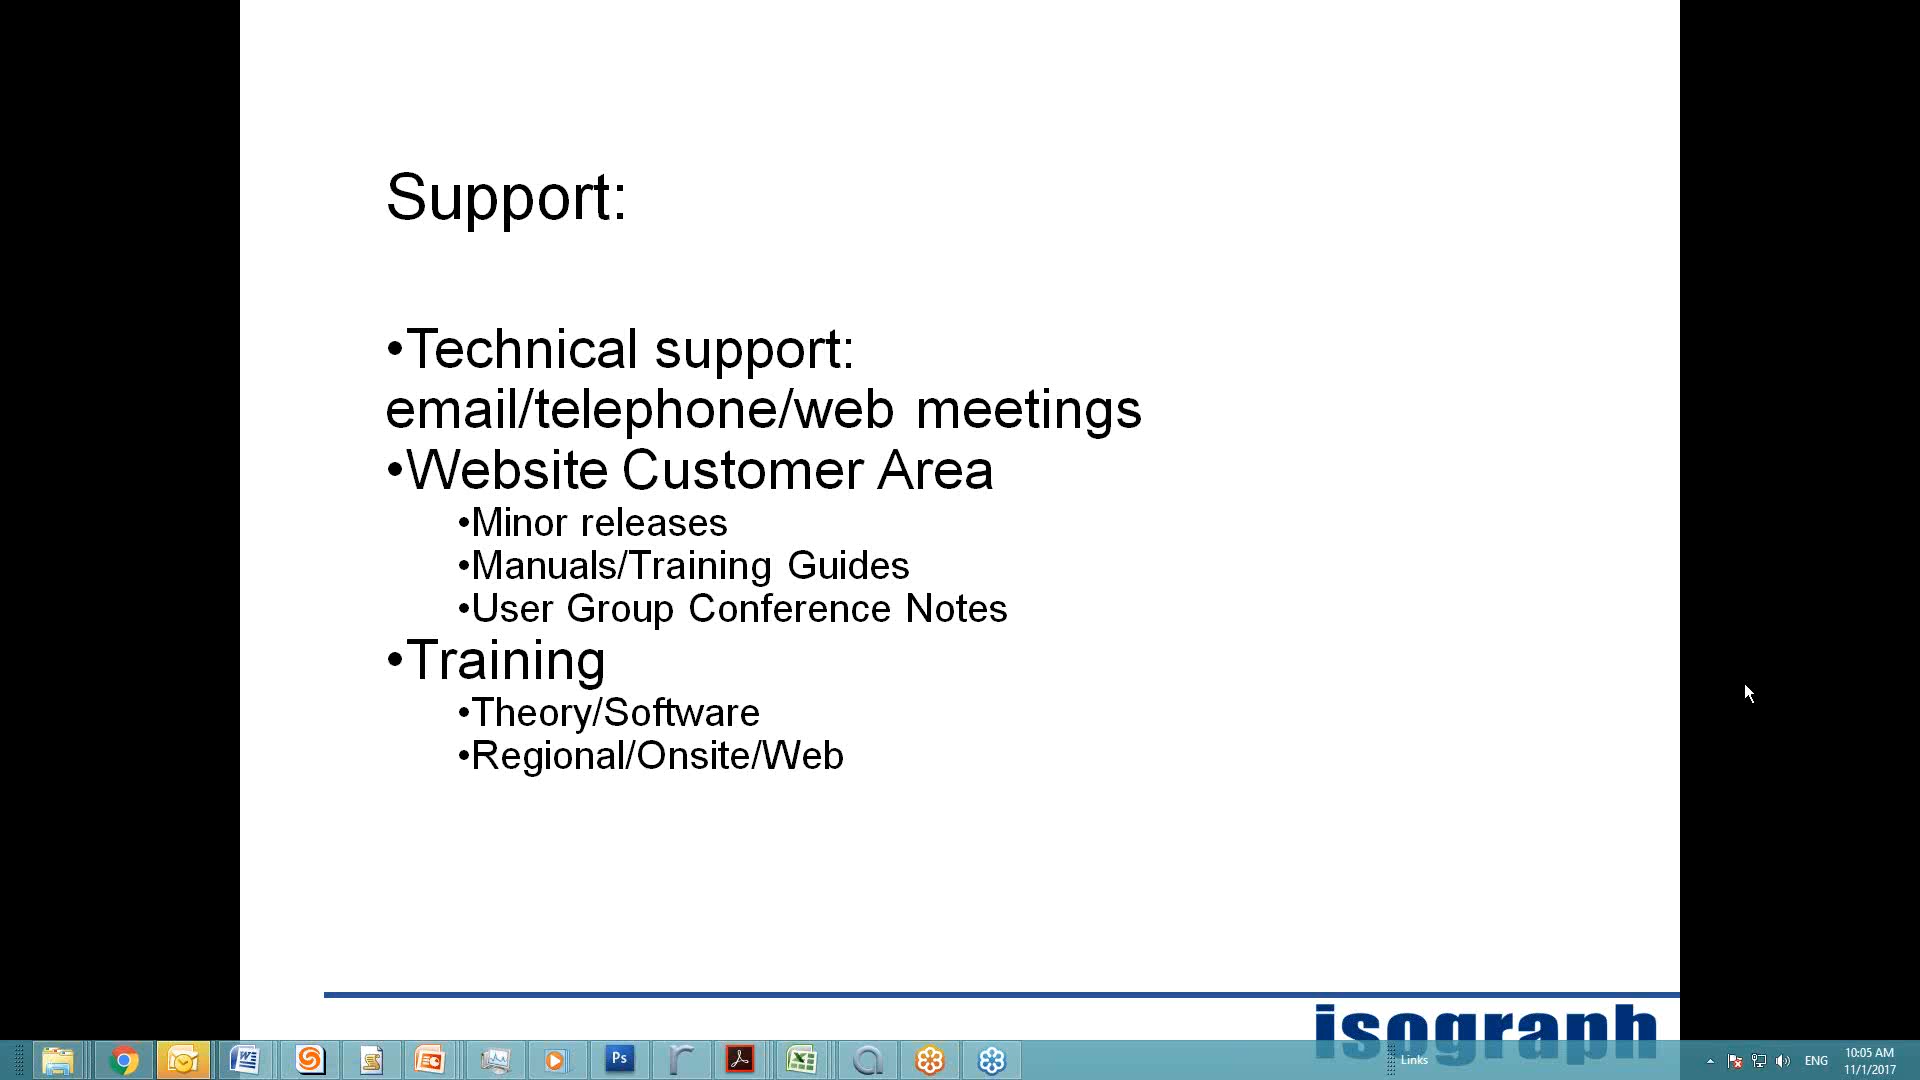 Support:
•Technical support:
email/telephone/web meetings
•Website Customer Area
•Minor releases
•Manuals/Training Guides
•User Group Conference Notes
•Training
•Theory/Software
•Regional/Onsite/Web
isograph
Ps
Links
ENG
10:05 AM
11/1/2017